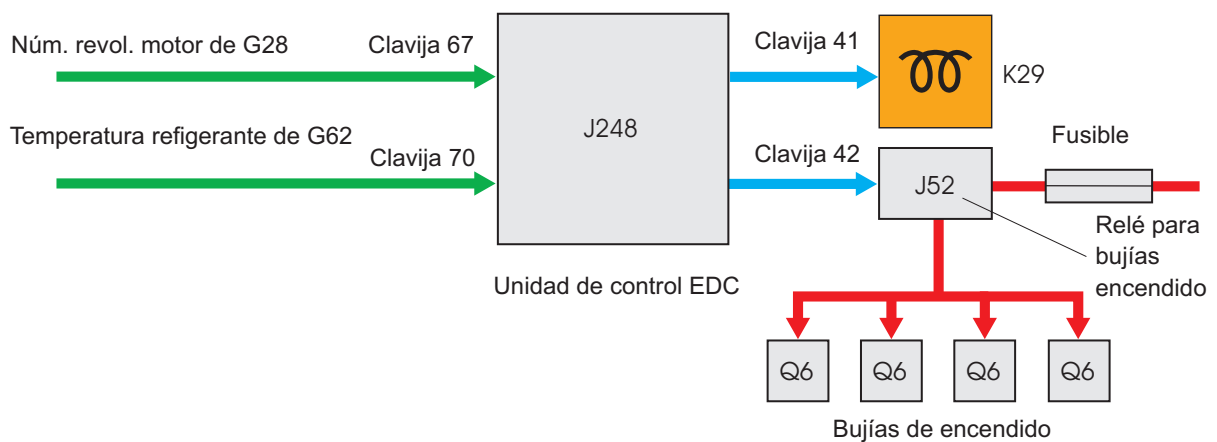 Núm. revol. motor de G28
Clavija 67
Clavija 41
K29
J248
Temperatura refigerante de G62
Clavija 70
Clavija 42
J52
Fusible
Relé para
bujías
encendido
Unidad de control EDC
Q6
Q6
Q6
Q6
Bujías de encendido